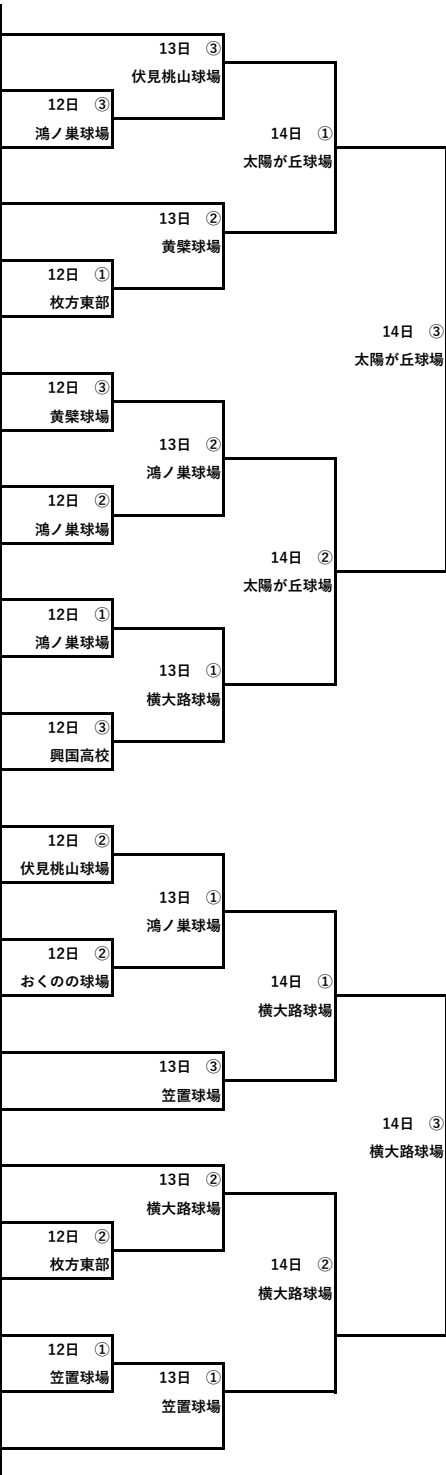 13日　③
伏見桃山球場
12日　③
鴻ノ巣球場
14日　①
太陽が丘球場
13日　②
黄檗球場
12日　①
枚方東部
14日　③
太陽が丘球場
12日　③
黄檗球場
13日　②
鴻ノ巣球場
12日　②
鴻ノ巣球場
14日　②
太陽が丘球場
12日　①
鴻ノ巣球場
13日　①
横大路球場
12日　③
興国高校
12日　②
伏見桃山球場
13日　①
鴻ノ巣球場
12日　②
おくのの球場
14日　①
横大路球場
13日　③
笠置球場
14日　③
横大路球場
13日　②
横大路球場
12日　②
枚方東部
14日　②
横大路球場
12日　①
笠置球場
13日　①
笠置球場